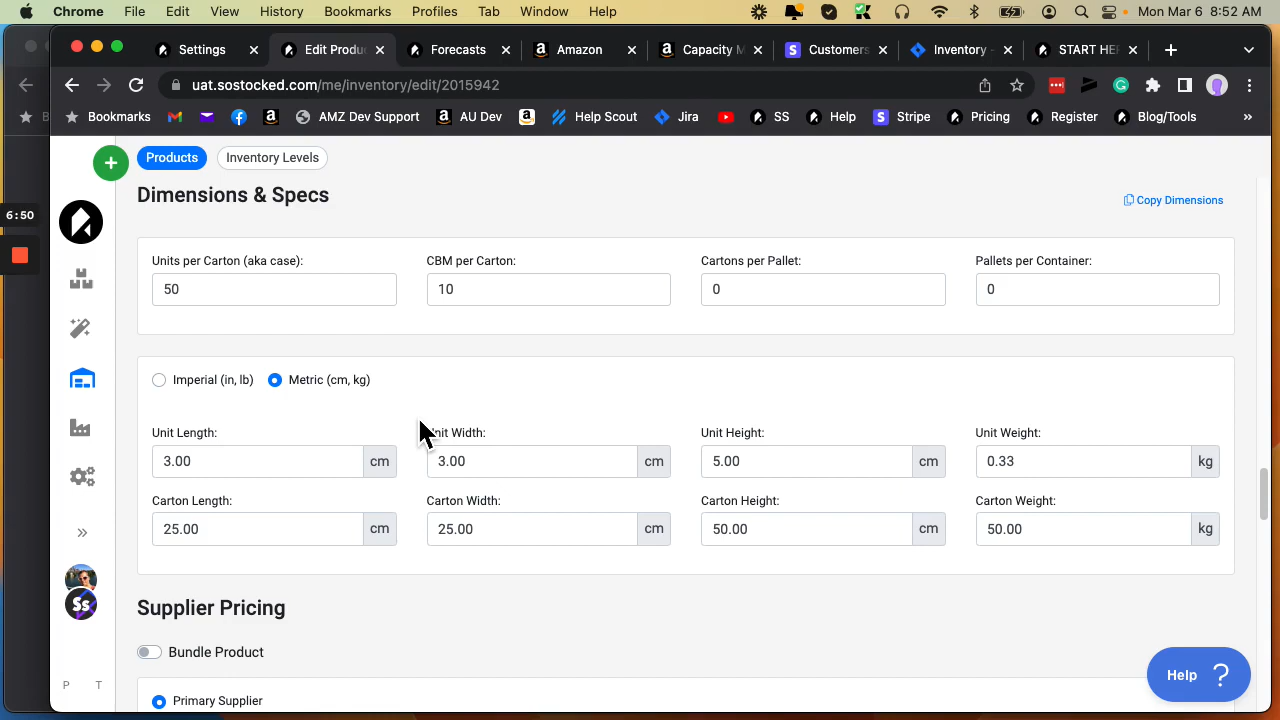 Chrome File Edit View History Bookmarks Profiles Tab Window Help Mon Mar 6 8:52 AM
Settings Edit Produ Forecasts Amazon Capacity M Customers Inventory - START HE
uat.sostocked.com/me/inventory/edit/2015942
Bookmarks AMZ Dev Support AU Dev Help Scout Jira SS Help Stripe Pricing Register Blog/Tools »
Products Inventory Levels
Dimensions & Specs
Copy Dimensions
6:50
Units per Carton (aka case): CBM per Carton: Cartons per Pallet: Pallets per Container:
50 10 0 0
Imperial (in, lb) Metric (cm, kg)
Unit Length: nit Width: Unit Height: Unit Weight:
3.00 cm 3.00 cm 5.00 cm 0.33 kg
Carton Length: Carton Width: Carton Height: Carton Weight:
25.00 cm 25.00 cm 50.00 cm 50.00 kg
Supplier Pricing
Ss
Bundle Product
P T
Help ?
Primary Supplier